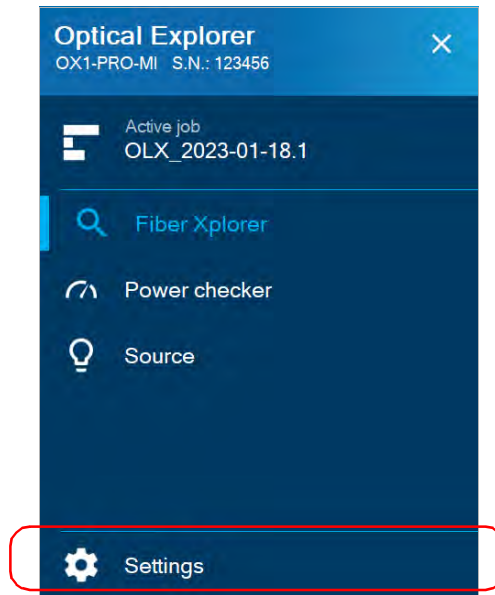 Optical Explorer
OX1-PRO-MI S.N.: 123456
Active job
OLX_2023-01-18.1
Fiber Xplorer
Power checker
Source
Settings